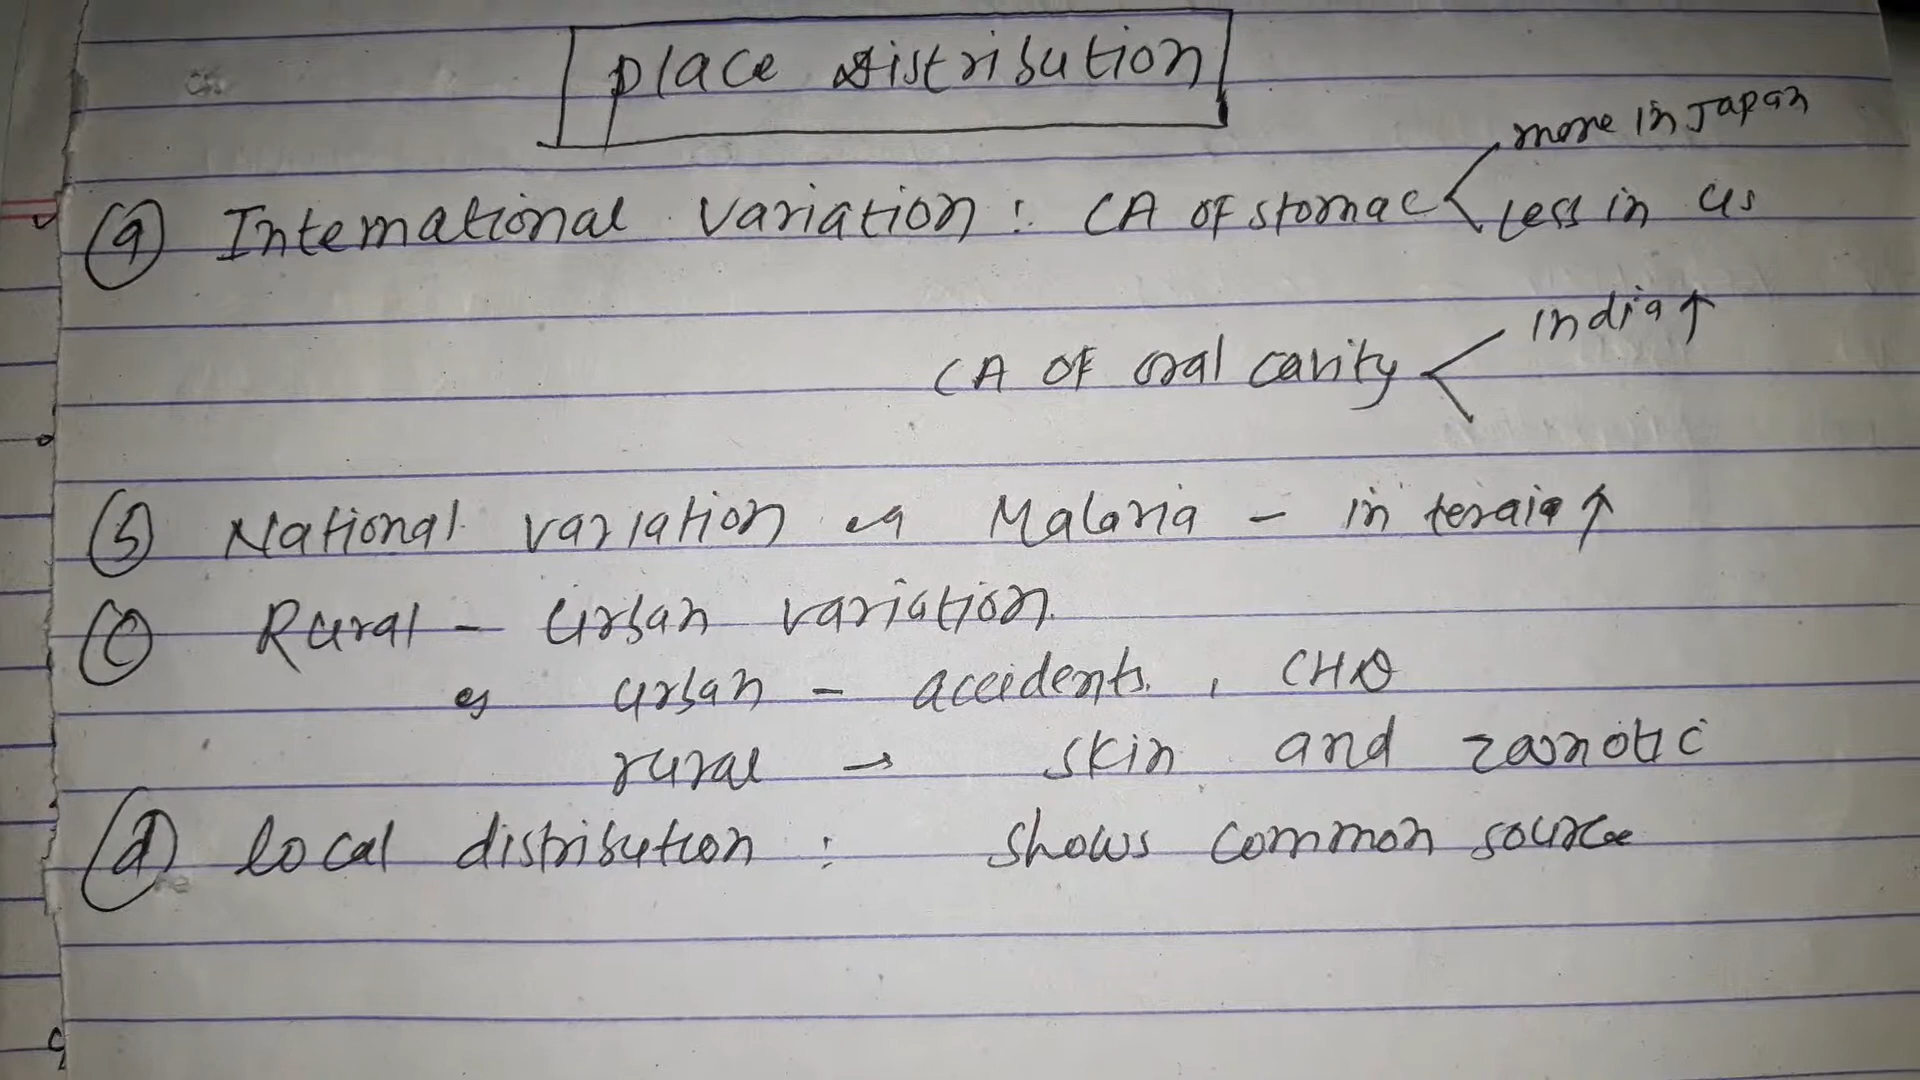 Place Distribution
more in Japan
(a) International variation : CA of stomac < less in US
india ↑
CA of oral cavity <
(b) National variation eg Malaria - in teraie ↑
(c) Rural - Urban variation
eg urban - accidents, CHD
rural → skin and zoonotic
(d) local distribution : shows common source